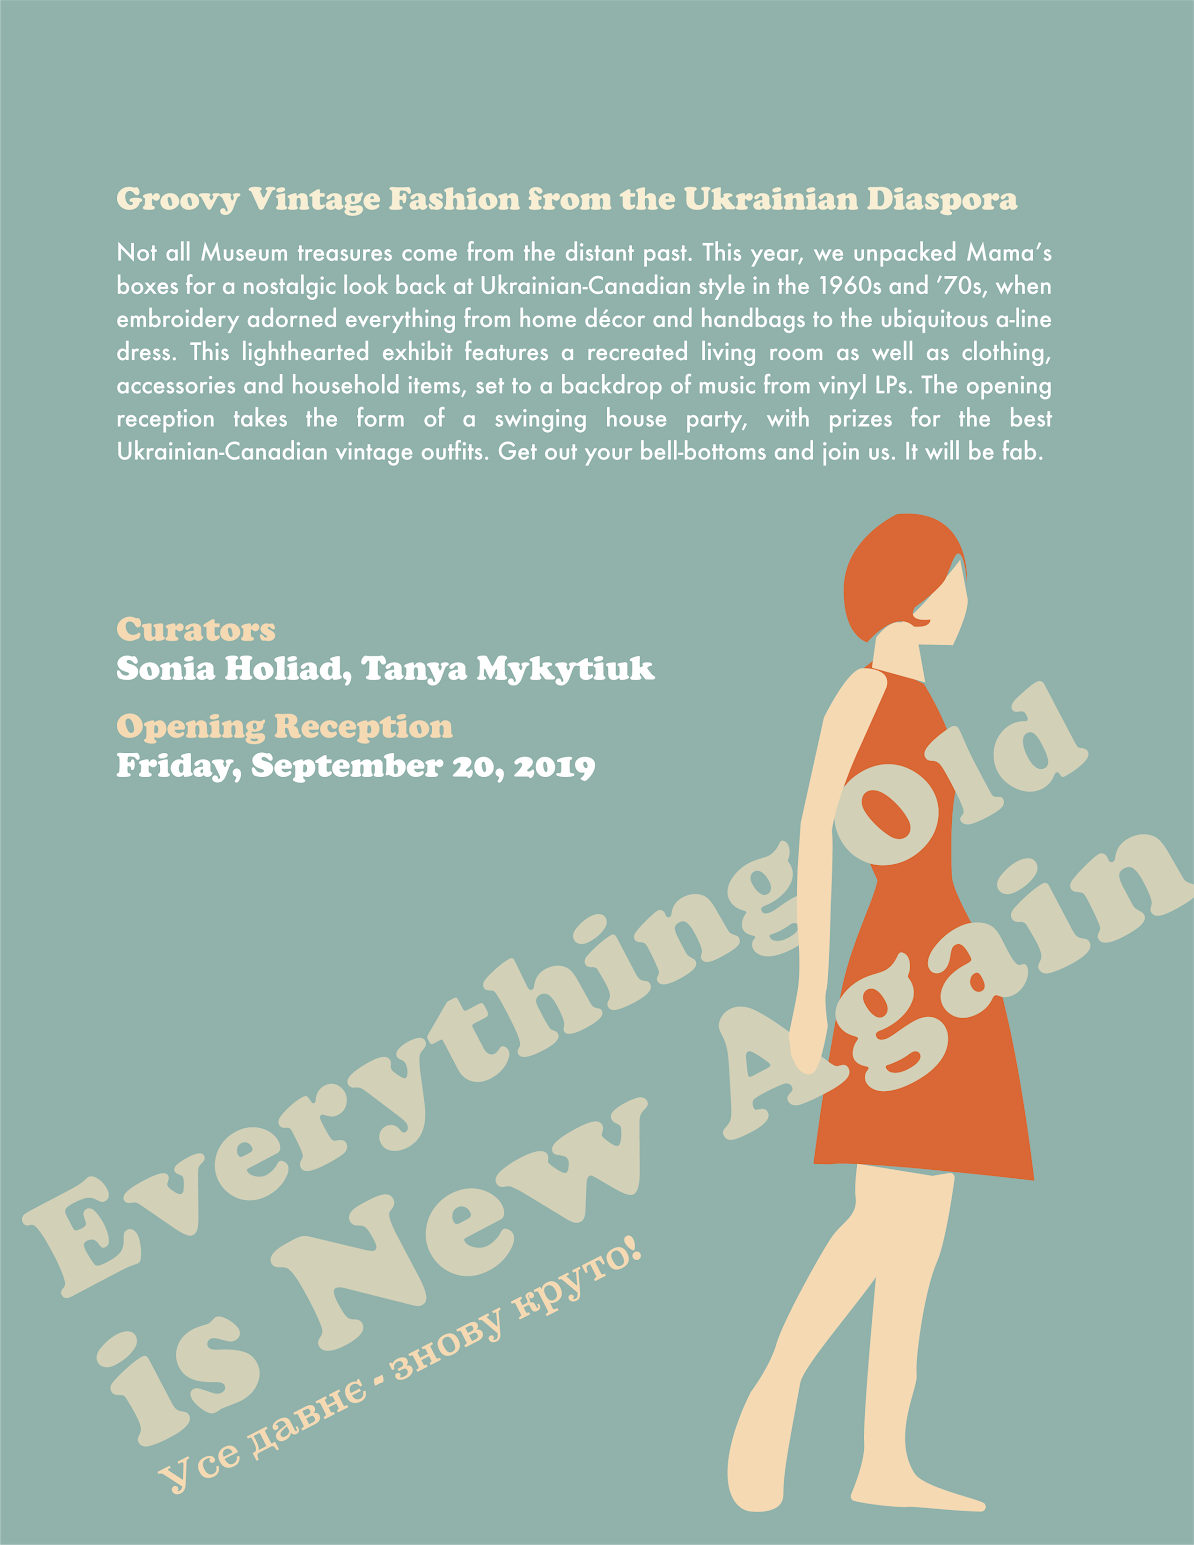 Groovy Vintage Fashion from the Ukrainian Diaspora
Not all Museum treasures come from the distant past. This year, we unpacked Mama’s
boxes for a nostalgic look back at Ukrainian-Canadian style in the 1960s and ’70s, when
embroidery adorned everything from home décor and handbags to the ubiquitous a-line
dress. This lighthearted exhibit features a recreated living room as well as clothing,
accessories and household items, set to a backdrop of music from vinyl LPs. The opening
reception takes the form of a swinging house party, with prizes for the best
Ukrainian-Canadian vintage outfits. Get out your bell-bottoms and join us. It will be fab.
Curators
Sonia Holiad, Tanya Mykytiuk
Opening Reception
Friday, September 20, 2019
Everything Old
is New Again
Усе давнє - знову круто!